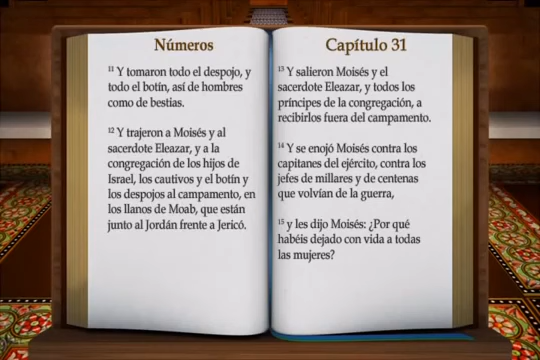 Números
11 Y tomaron todo el despojo, y
todo el botín, así de hombres
como de bestias.
12 Y trajeron a Moisés y al
sacerdote Eleazar, y a la
congregación de los hijos de
Israel, los cautivos y el botín y
los despojos al campamento, en
los llanos de Moab, que están
junto al Jordán frente a Jericó.
Capítulo 31
13 Y salieron Moisés y el
sacerdote Eleazar, y todos los
príncipes de la congregación, a
recibirlos fuera del campamento.
14 Y se enojó Moisés contra los
capitanes del ejército, contra los
jefes de millares y de centenas
que volvían de la guerra,
15 y les dijo Moisés: ¿Por qué
habéis dejado con vida a todas
las mujeres?